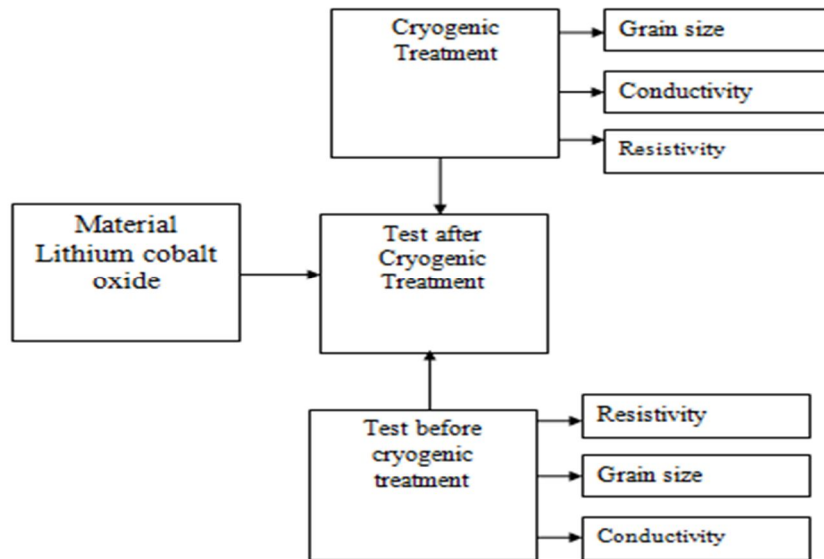 Cryogenic
Treatment
Grain size
Conductivity
Resistivity
Material
Lithium cobalt
oxide
Test after
Cryogenic
Treatment
Test before
cryogenic
treatment
Resistivity
Grain size
Conductivity